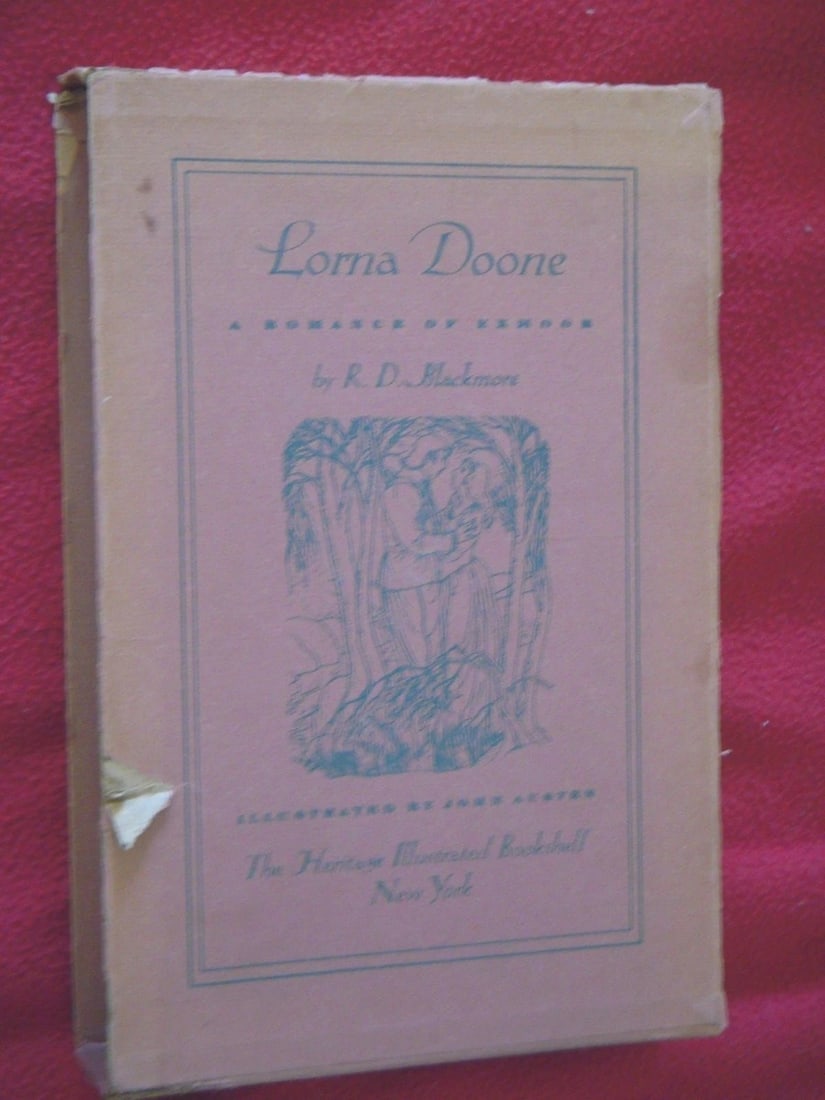 Lorna Doone
A ROMANCE OF EXMOOR
by R. D. Blackmore
ILLUSTRATED BY JOHN AUSTEN
The Heritage Illustrated Bookshelf
New York